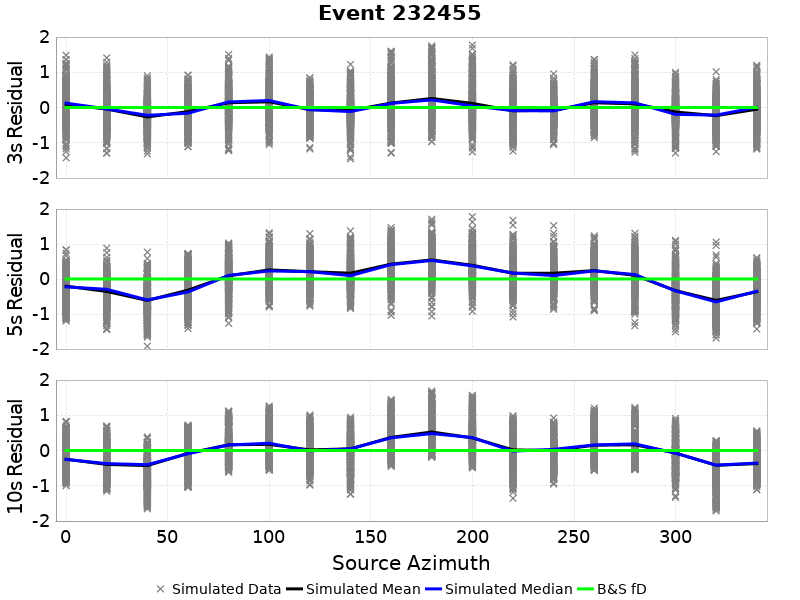 Event 232455
3s Residual
2
1
0
-1
-2
5s Residual
2
1
0
-1
-2
10s Residual
2
1
0
-1
-2
0 50 100 150 200 250 300
Source Azimuth
× Simulated Data Simulated Mean Simulated Median B&S fD